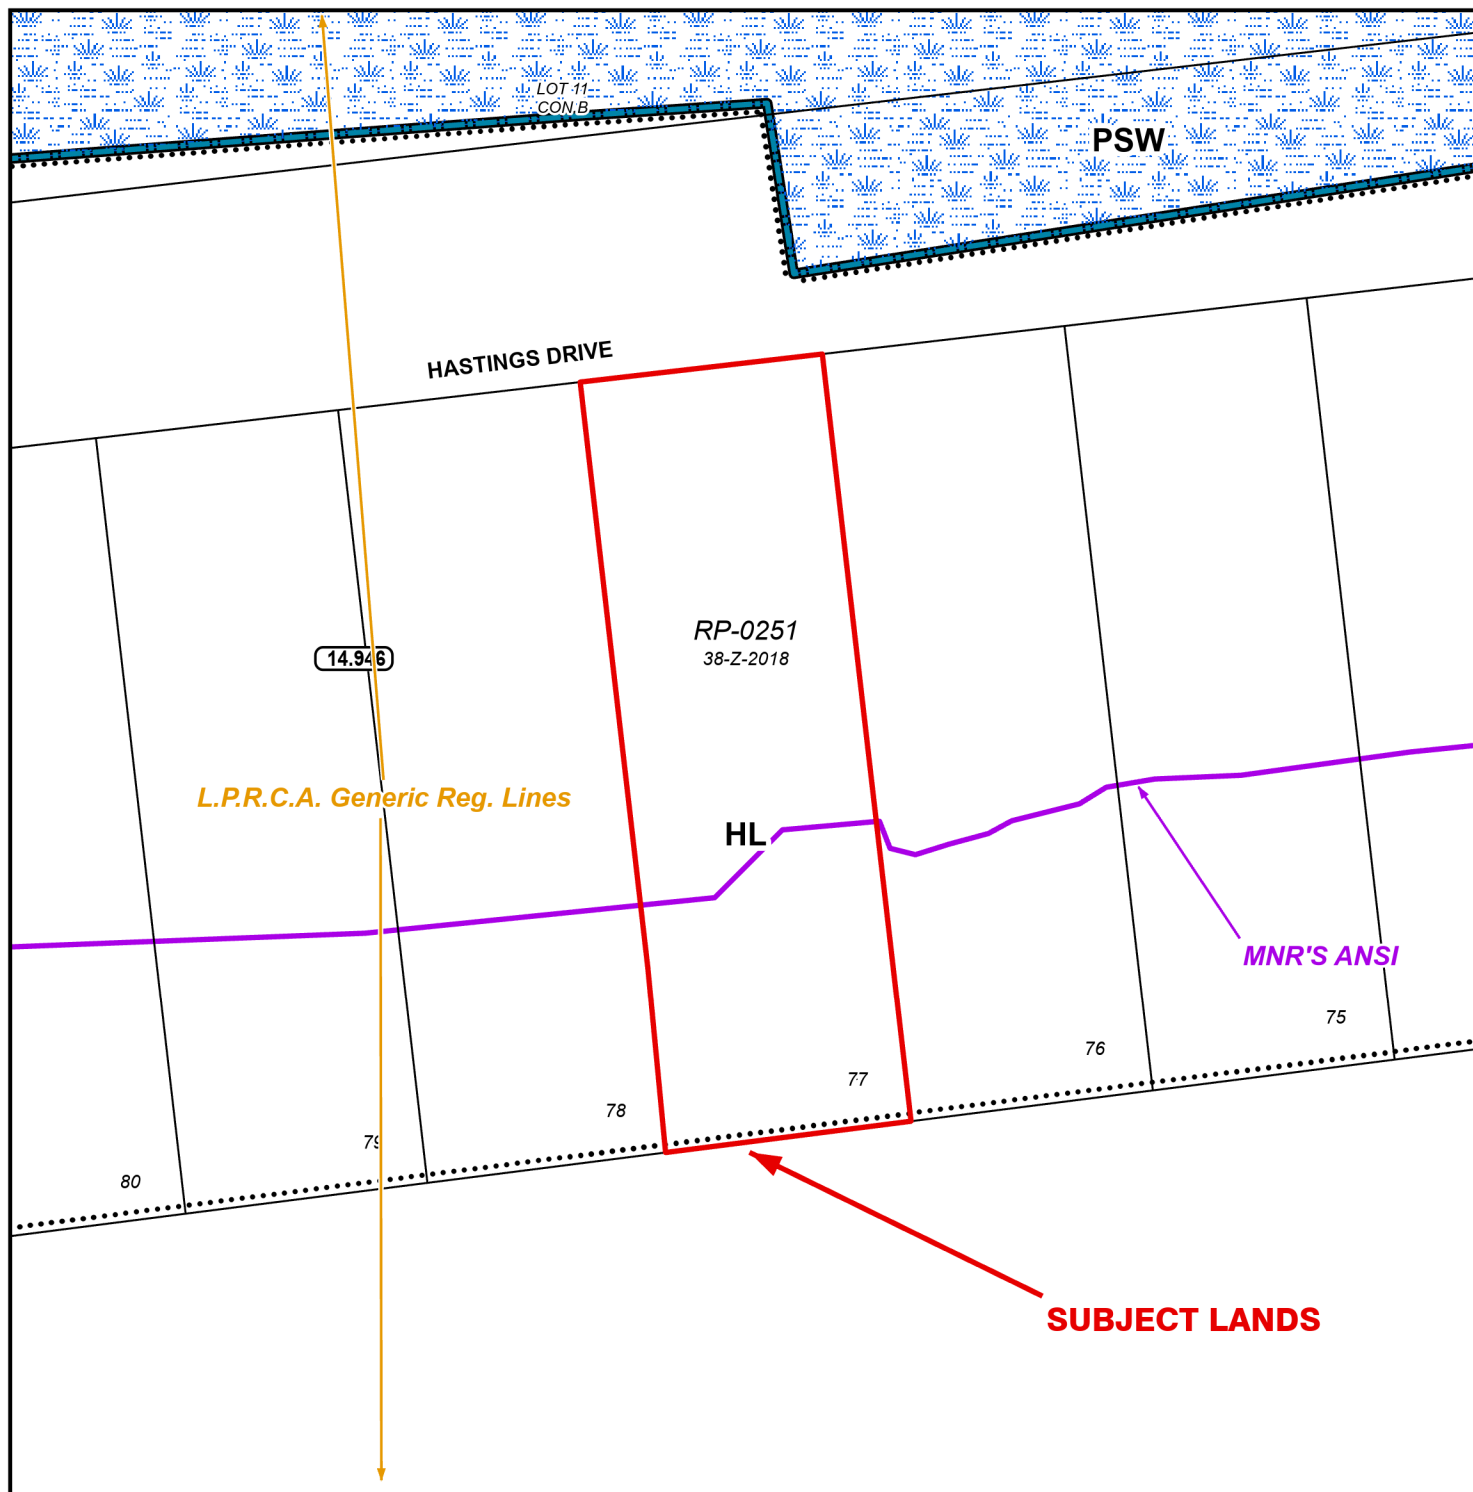 LOT 11
CON.B
PSW
HASTINGS DRIVE
RP-0251
38-Z-2018
14.946
L.P.R.C.A. Generic Reg. Lines
HL
MNR'S ANSI
75
76
77
78
79
80
SUBJECT LANDS